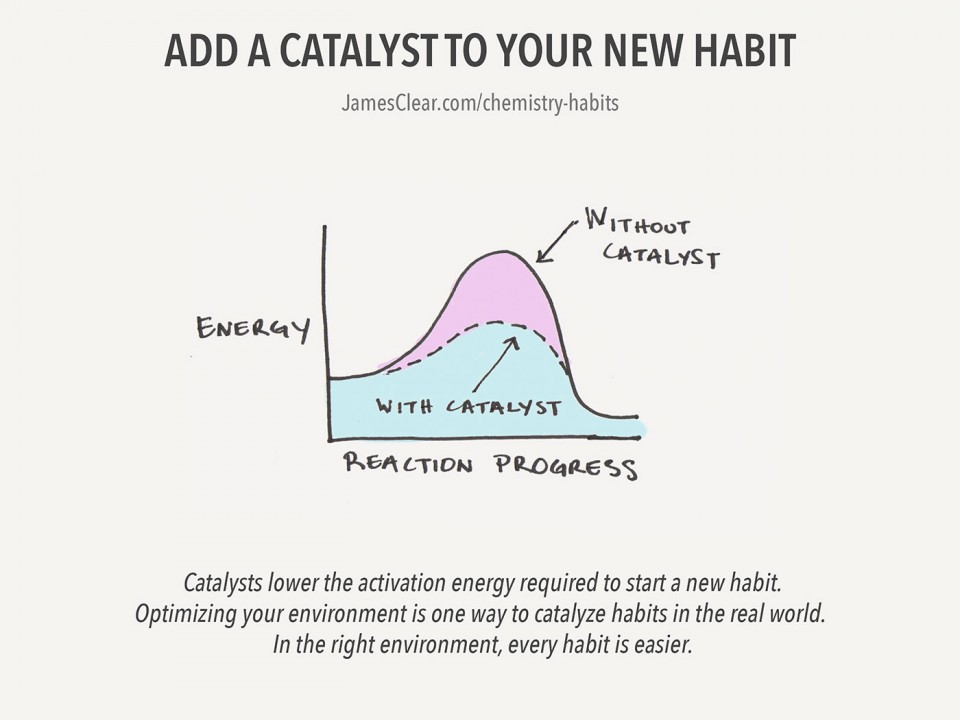 ADD A CATALYST TO YOUR NEW HABIT
JamesClear.com/chemistry-habits
WITHOUT
CATALYST
ENERGY
WITH CATALYST
REACTION PROGRESS
Catalysts lower the activation energy required to start a new habit.
Optimizing your environment is one way to catalyze habits in the real world.
In the right environment, every habit is easier.